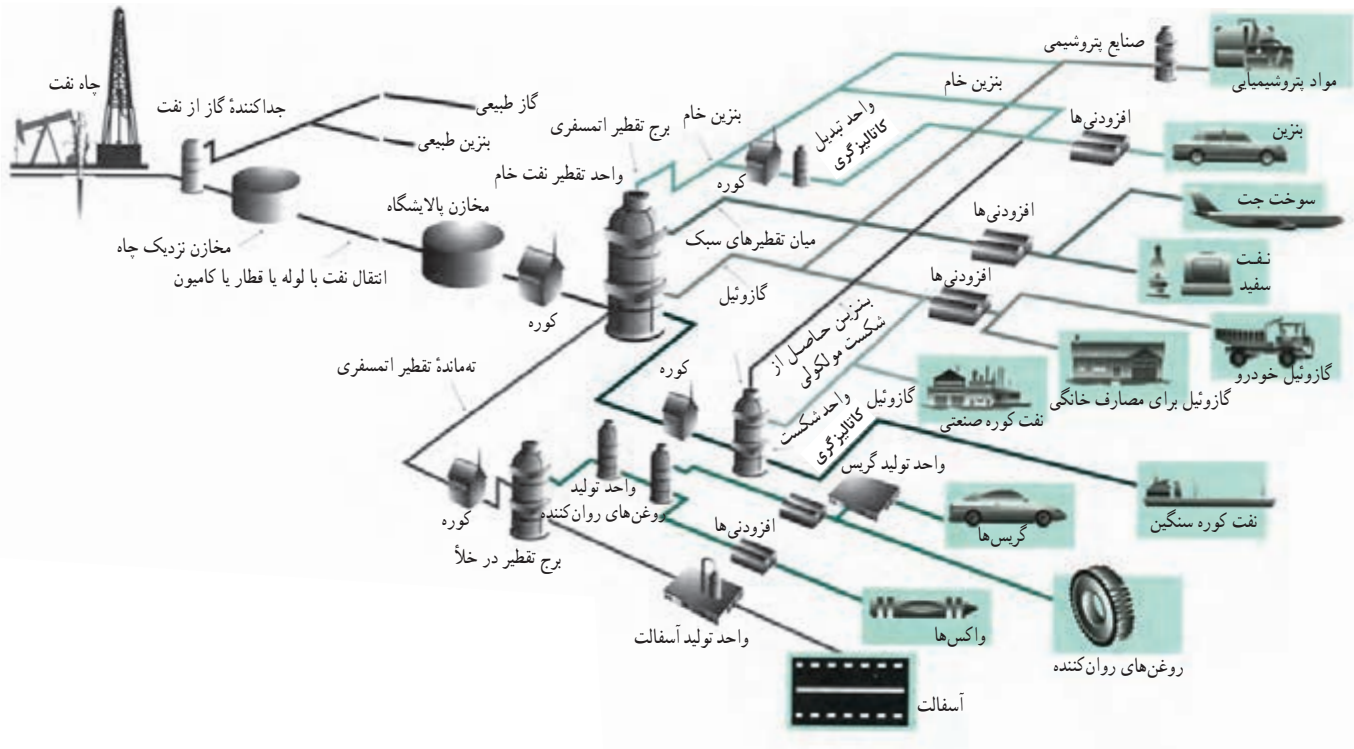 چاه نفت
جداکنندهٔ گاز از نفت
گاز طبیعی
بنزین طبیعی
مخازن نزدیک چاه
انتقال نفت با لوله یا قطار یا کامیون
مخازن پالایشگاه
کوره
واحد تقطیر نفت خام
برج تقطیر اتمسفری
بنزین خام
کوره
واحد تبدیل
کاتالیزگری
بنزین خام
صنایع پتروشیمی
مواد پتروشیمیایی
افزودنی‌ها
بنزین
میان تقطیرهای سبک
افزودنی‌ها
سوخت جت
نفت
سفید
گازوئیل
افزودنی‌ها
گازوئیل خودرو
گازوئیل برای مصارف خانگی
بنزین حاصل از
شکست مولکولی
کوره
واحد شکست
کاتالیزگری
گازوئیل
نفت کوره صنعتی
نفت کوره سنگین
ته‌ماندهٔ تقطیر اتمسفری
کوره
برج تقطیر در خلأ
واحد تولید
روغن‌های روان‌کننده
واحد تولید گریس
گریس‌ها
افزودنی‌ها
روغن‌های روان‌کننده
واکس‌ها
واحد تولید آسفالت
آسفالت